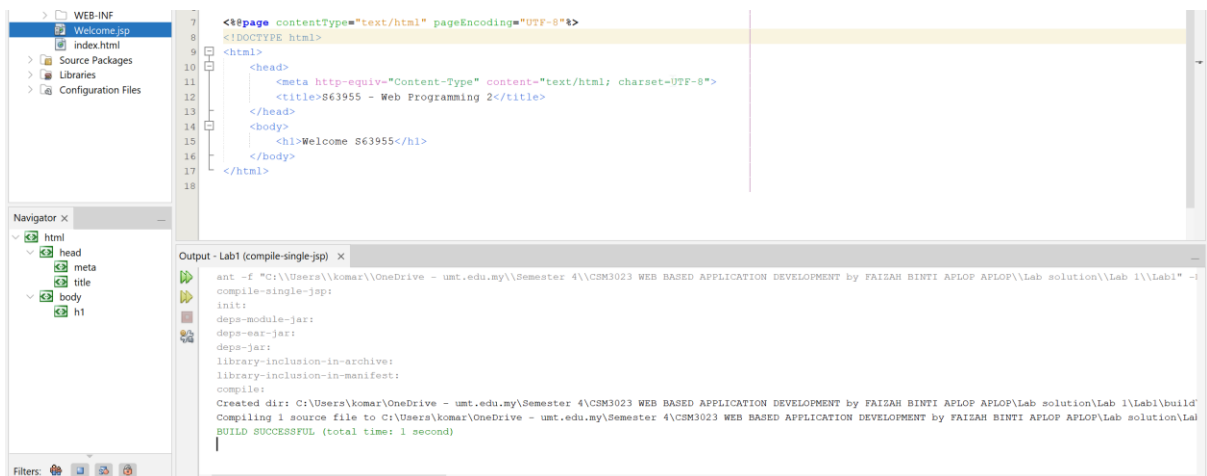 WEB-INF
Welcome.jsp
index.html
Source Packages
Libraries
Configuration Files
7 <%@page contentType="text/html" pageEncoding="UTF-8"%>
8 <!DOCTYPE html>
9 <html>
10 <head>
11 <meta http-equiv="Content-Type" content="text/html; charset=UTF-8">
12 <title>S63955 - Web Programming 2</title>
13 </head>
14 <body>
15 <h1>Welcome S63955</h1>
16 </body>
17 </html>
18
Navigator
html
head
meta
title
body
h1
Filters:
Output - Lab1 (compile-single-jsp)
ant -f "C:\\Users\\komar\\OneDrive - umt.edu.my\\Semester 4\\CSM3023 WEB BASED APPLICATION DEVELOPMENT by FAIZAH BINTI APLOP APLOP\\Lab solution\\Lab 1\\Lab1"
compile-single-jsp:
init:
deps-module-jar:
deps-ear-jar:
deps-jar:
library-inclusion-in-archive:
library-inclusion-in-manifest:
compile:
Created dir: C:\Users\komar\OneDrive - umt.edu.my\Semester 4\CSM3023 WEB BASED APPLICATION DEVELOPMENT by FAIZAH BINTI APLOP APLOP\Lab solution\Lab 1\Lab1\build
Compiling 1 source file to C:\Users\komar\OneDrive - umt.edu.my\Semester 4\CSM3023 WEB BASED APPLICATION DEVELOPMENT by FAIZAH BINTI APLOP APLOP\Lab solution\Lab
BUILD SUCCESSFUL (total time: 1 second)